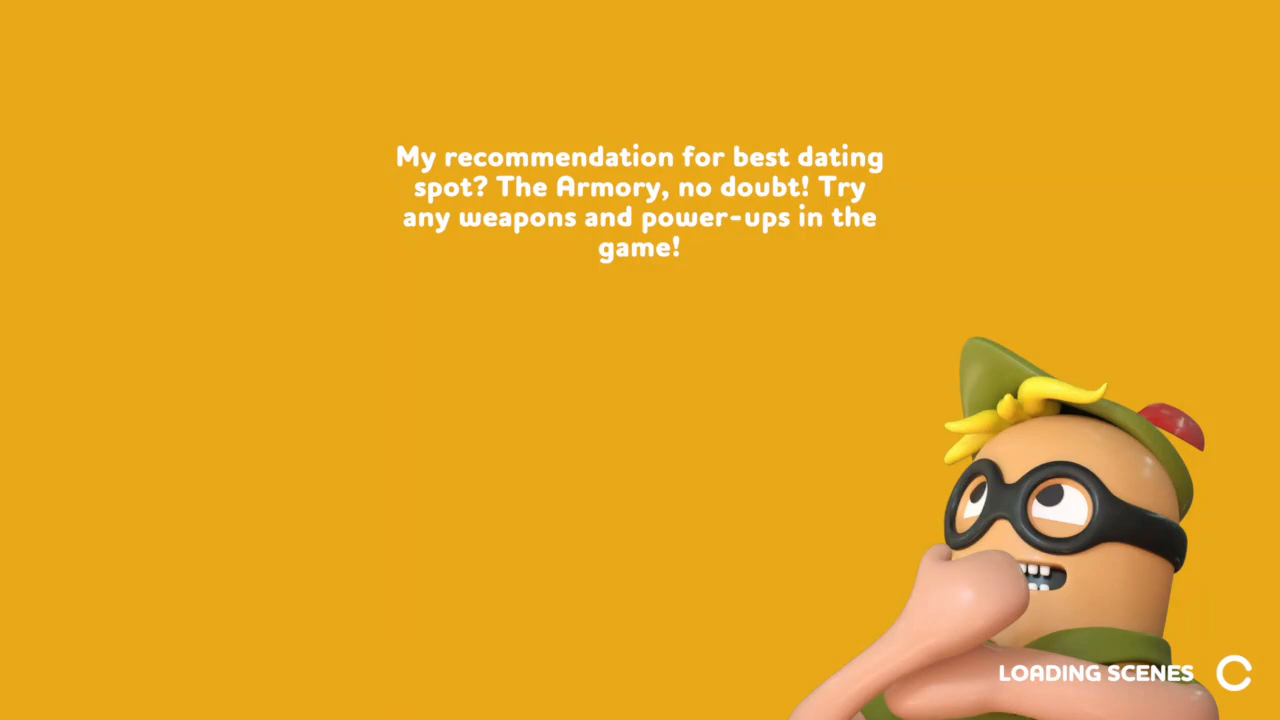 My recommendation for best dating
spot? The Armory, no doubt! Try
any weapons and power-ups in the
game!
LOADING SCENES